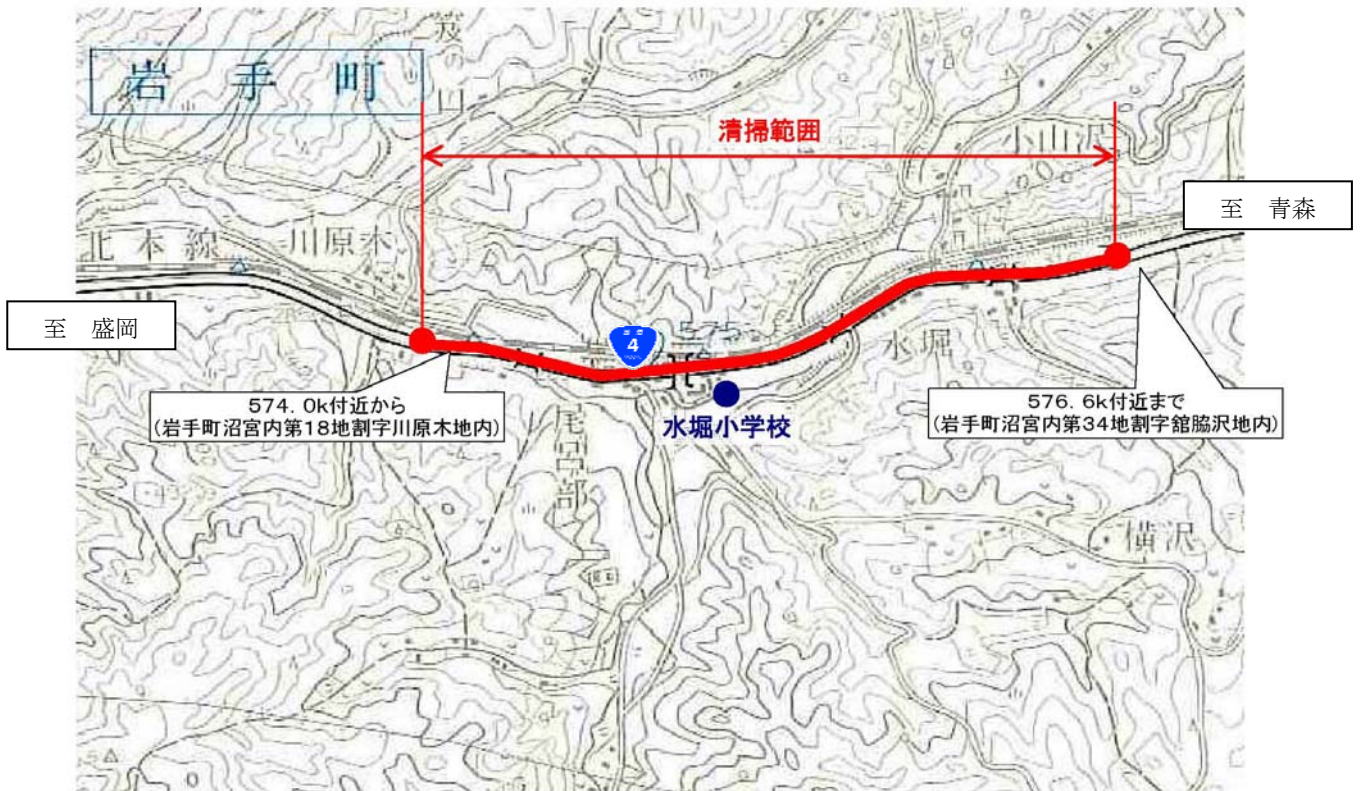 岩手町
清掃範囲
小山沢
至 青森
北本線
川原木
至 盛岡
4
水堀
574. 0k付近から
(岩手町沼宮内第18地割字川原木地内)
水堀小学校
576. 6k付近まで
(岩手町沼宮内第34地割字舘脇沢地内)
尾呂部
横沢